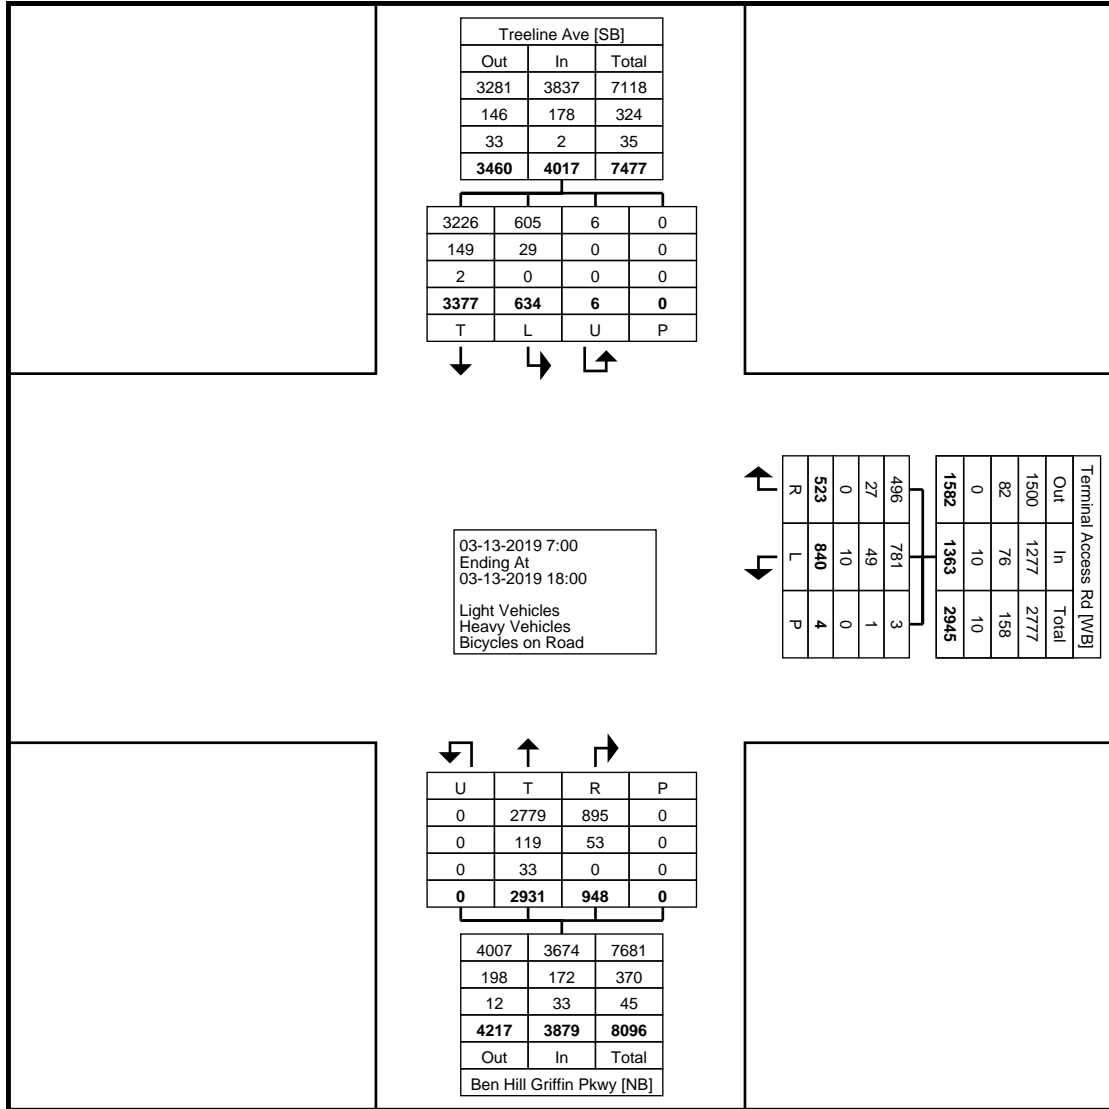 Treeline Ave [SB]
Out In Total
3281 3837 7118
146 178 324
33 2 35
3460 4017 7477
3226 605 6 0
149 29 0 0
2 0 0 0
3377 634 6 0
T L U P
Terminal Access Rd [WB]
Out In Total
1500 1277 2777
82 76 158
0 10 10
1582 1363 2945
496 781 3
27 49 1
0 10 0
523 840 4
R L P
03-13-2019 7:00
Ending At
03-13-2019 18:00
Light Vehicles
Heavy Vehicles
Bicycles on Road
U T R P
0 2779 895 0
0 119 53 0
0 33 0 0
0 2931 948 0
4007 3674 7681
198 172 370
12 33 45
4217 3879 8096
Out In Total
Ben Hill Griffin Pkwy [NB]